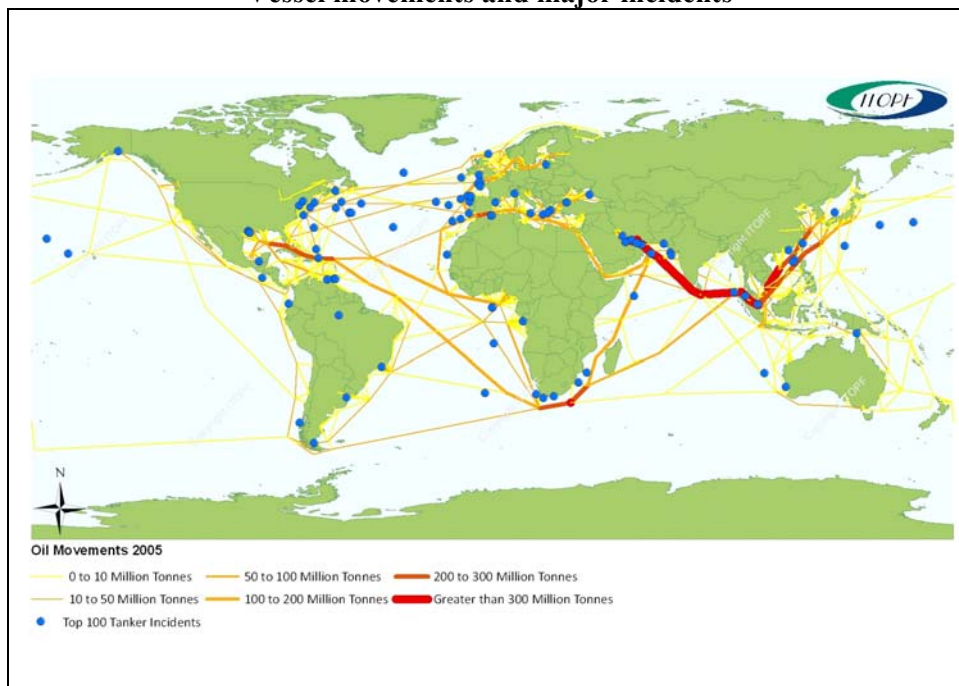 Vessel movements and major incidents
ITOPF
Copyright ITOPF
N
Oil Movements 2005
0 to 10 Million Tonnes
50 to 100 Million Tonnes
200 to 300 Million Tonnes
10 to 50 Million Tonnes
100 to 200 Million Tonnes
Greater than 300 Million Tonnes
Top 100 Tanker Incidents